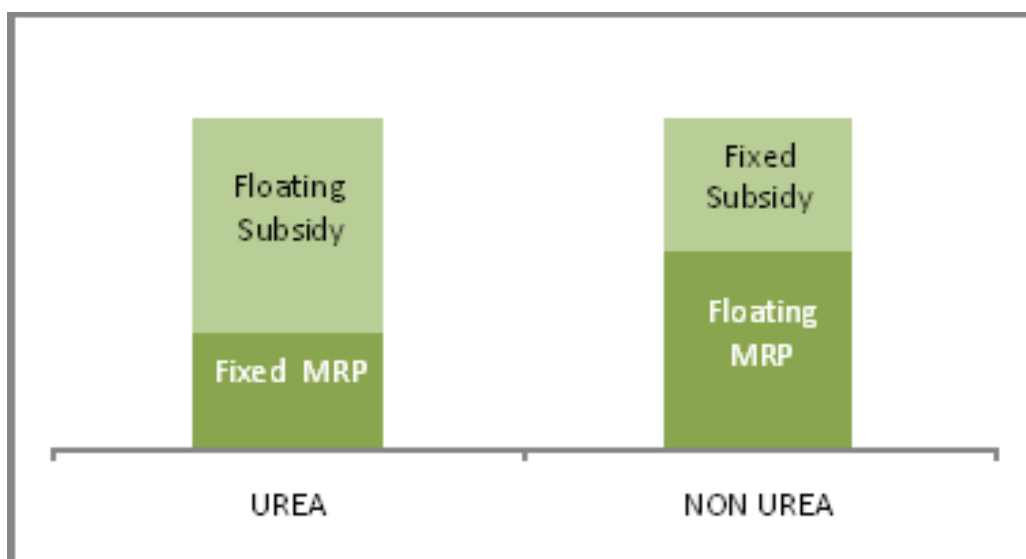 Floating
Subsidy
Fixed MRP
Fixed
Subsidy
Floating
MRP
UREA
NON UREA